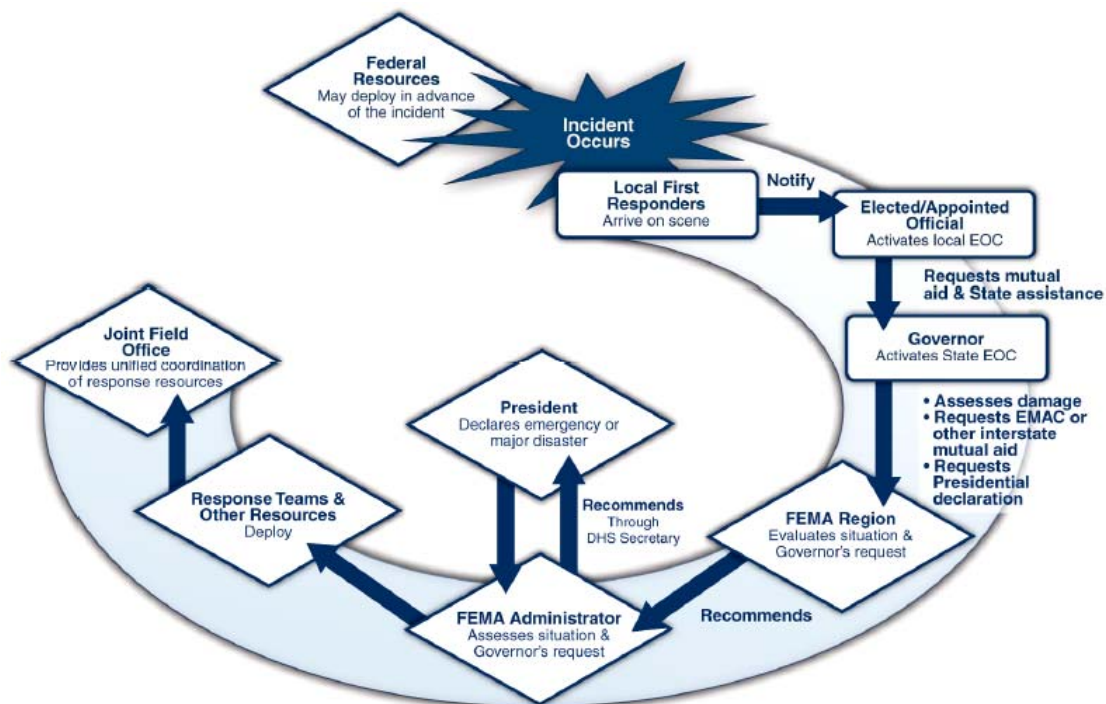 Federal
Resources
May deploy in advance
of the incident
Incident
Occurs
Local First
Responders
Arrive on scene
Notify
Elected/Appointed
Official
Activates local EOC
Requests mutual
aid & State assistance
Governor
Activates State EOC
• Assesses damage
• Requests EMAC or
other interstate
mutual aid
• Requests
Presidential
declaration
FEMA Region
Evaluates situation &
Governor's request
Recommends
FEMA Administrator
Assesses situation &
Governor's request
Recommends
Through
DHS Secretary
President
Declares emergency or
major disaster
Response Teams &
Other Resources
Deploy
Joint Field
Office
Provides unified coordination
of response resources